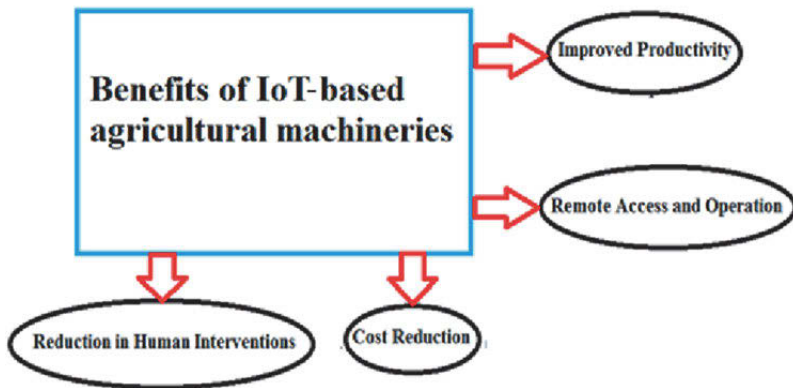 Benefits of IoT-based
agricultural machineries
Improved Productivity
Remote Access and Operation
Reduction in Human Interventions
Cost Reduction